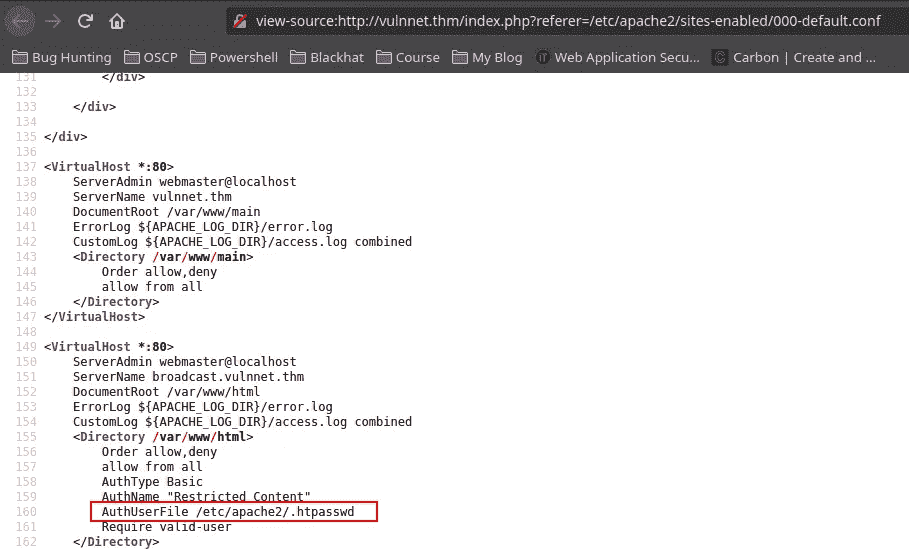 view-source:http://vulnnet.thm/index.php?referer=/etc/apache2/sites-enabled/000-default.conf
Bug Hunting OSCP Powershell Blackhat Course My Blog Web Application Secu... Carbon | Create and ...
131 </div>
132
133 </div>
134
135 </div>
136
137 <VirtualHost *:80>
138 ServerAdmin webmaster@localhost
139 ServerName vulnnet.thm
140 DocumentRoot /var/www/main
141 ErrorLog ${APACHE_LOG_DIR}/error.log
142 CustomLog ${APACHE_LOG_DIR}/access.log combined
143 <Directory /var/www/main>
144 Order allow,deny
145 allow from all
146 </Directory>
147 </VirtualHost>
148
149 <VirtualHost *:80>
150 ServerAdmin webmaster@localhost
151 ServerName broadcast.vulnnet.thm
152 DocumentRoot /var/www/html
153 ErrorLog ${APACHE_LOG_DIR}/error.log
154 CustomLog ${APACHE_LOG_DIR}/access.log combined
155 <Directory /var/www/html>
156 Order allow,deny
157 allow from all
158 AuthType Basic
159 AuthName "Restricted Content"
160 AuthUserFile /etc/apache2/.htpasswd
161 Require valid-user
162 </Directory>